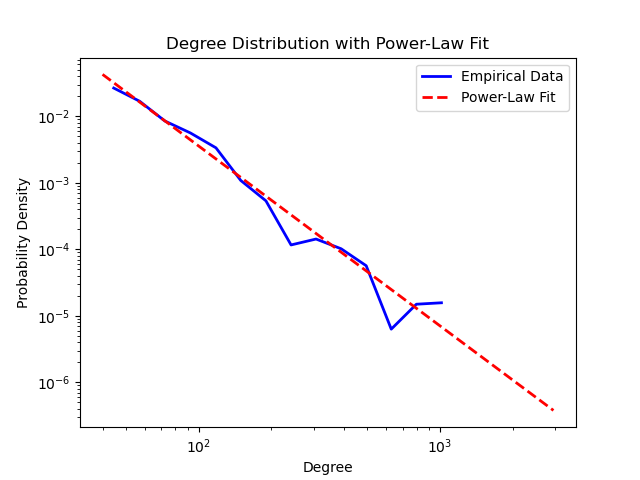 Degree Distribution with Power-Law Fit
Empirical Data
Power-Law Fit
Probability Density
10⁻²
10⁻³
10⁻⁴
10⁻⁵
10⁻⁶
10²
10³
Degree